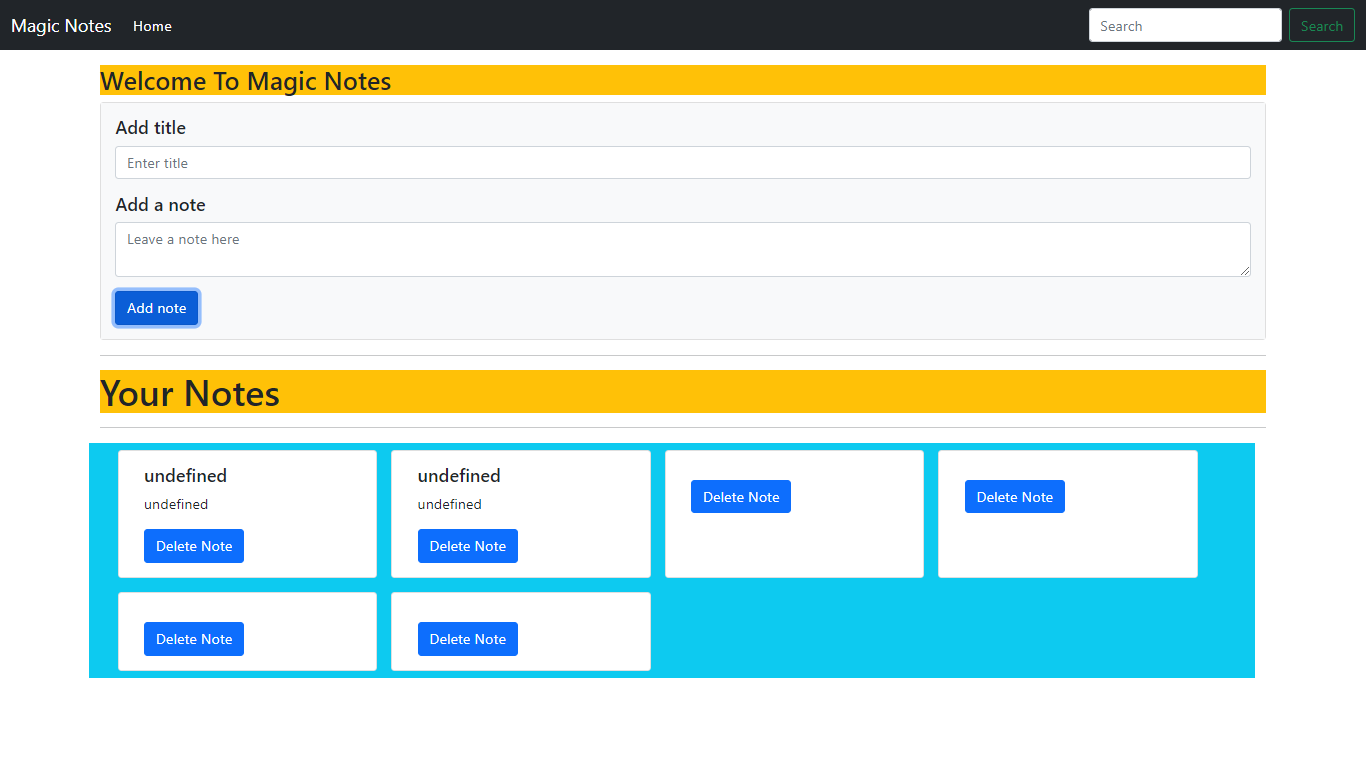 Magic Notes Home Search Search
Welcome To Magic Notes
Add title
Enter title
Add a note
Leave a note here
Add note
Your Notes
undefined undefined
undefined undefined
Delete Note Delete Note
Delete Note Delete Note
Delete Note Delete Note